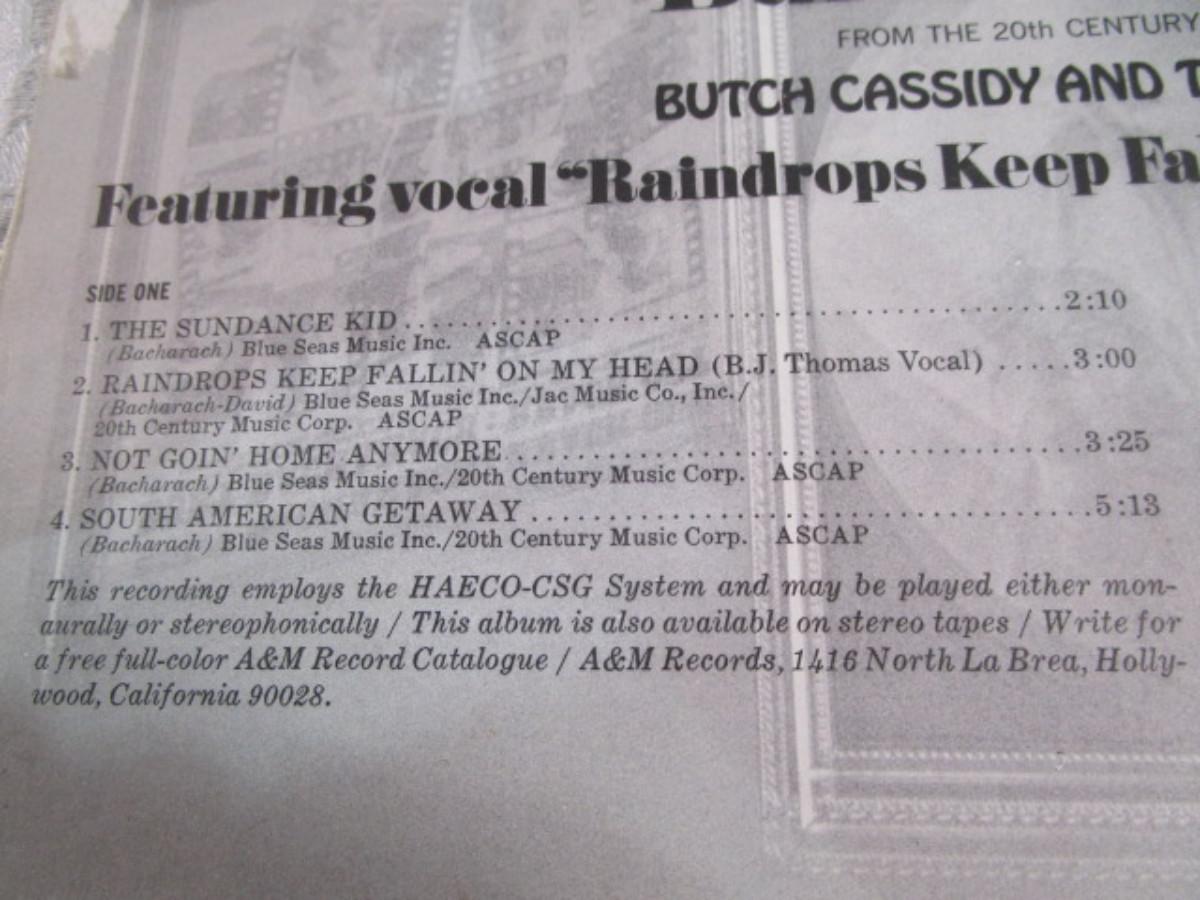 FROM THE 20th CENTURY
BUTCH CASSIDY AND T
Featuring vocal “Raindrops Keep Fa
SIDE ONE
1. THE SUNDANCE KID ........................................2:10
(Bacharach) Blue Seas Music Inc. ASCAP
2. RAINDROPS KEEP FALLIN’ ON MY HEAD (B.J. Thomas Vocal) .....3:00
(Bacharach-David) Blue Seas Music Inc./Jac Music Co., Inc./
20th Century Music Corp. ASCAP
3. NOT GOIN’ HOME ANYMORE ..................................3:25
(Bacharach) Blue Seas Music Inc./20th Century Music Corp. ASCAP
4. SOUTH AMERICAN GETAWAY ..................................5:13
(Bacharach) Blue Seas Music Inc./20th Century Music Corp. ASCAP
This recording employs the HAECO-CSG System and may be played either mon-
aurally or stereophonically / This album is also available on stereo tapes / Write for
a free full-color A&M Record Catalogue / A&M Records, 1416 North La Brea, Holly-
wood, California 90028.